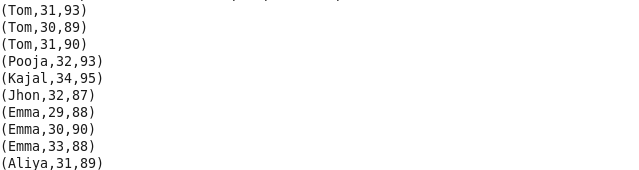 (Tom,31,93)
(Tom,30,89)
(Tom,31,90)
(Pooja,32,93)
(Kajal,34,95)
(Jhon,32,87)
(Emma,29,88)
(Emma,30,90)
(Emma,33,88)
(Aliya,31,89)